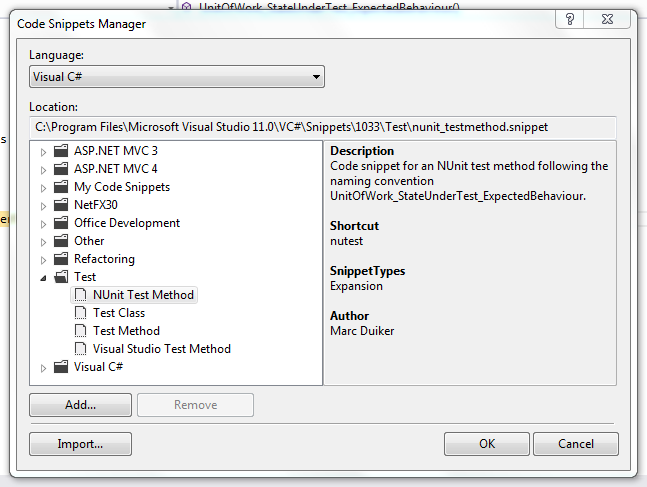 UnitOfWork_StateUnderTest_ExpectedBehaviour()
Code Snippets Manager
Language:
Visual C#
Location:
C:\Program Files\Microsoft Visual Studio 11.0\VC#\Snippets\1033\Test\nunit_testmethod.snippet
ASP.NET MVC 3
ASP.NET MVC 4
My Code Snippets
NetFX30
Office Development
Other
Refactoring
Test
NUnit Test Method
Test Class
Test Method
Visual Studio Test Method
Visual C#
Description
Code snippet for an NUnit test method following the
naming convention
UnitOfWork_StateUnderTest_ExpectedBehaviour.
Shortcut
nutest
SnippetTypes
Expansion
Author
Marc Duiker
Add...
Remove
Import...
OK
Cancel